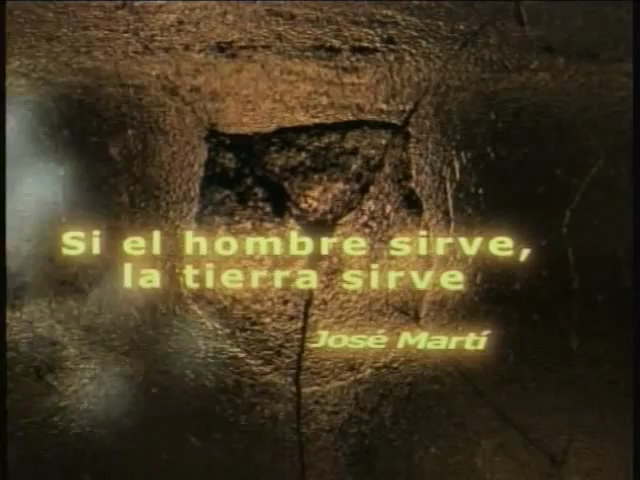 Si el hombre sirve,
la tierra sirve
José Martí